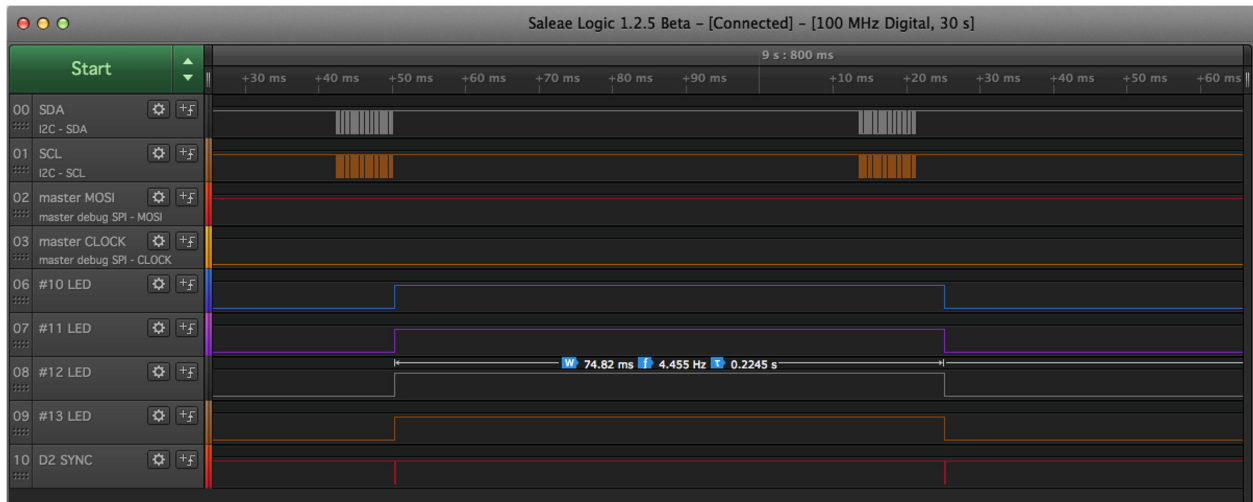 Saleae Logic 1.2.5 Beta – [Connected] – [100 MHz Digital, 30 s]
Start
9 s : 800 ms
+30 ms +40 ms +50 ms +60 ms +70 ms +80 ms +90 ms +10 ms +20 ms +30 ms +40 ms +50 ms +60 ms
00 SDA
I2C - SDA
01 SCL
I2C - SCL
02 master MOSI
master debug SPI - MOSI
03 master CLOCK
master debug SPI - CLOCK
06 #10 LED
07 #11 LED
W 74.82 ms f 4.455 Hz T 0.2245 s
08 #12 LED
09 #13 LED
10 D2 SYNC